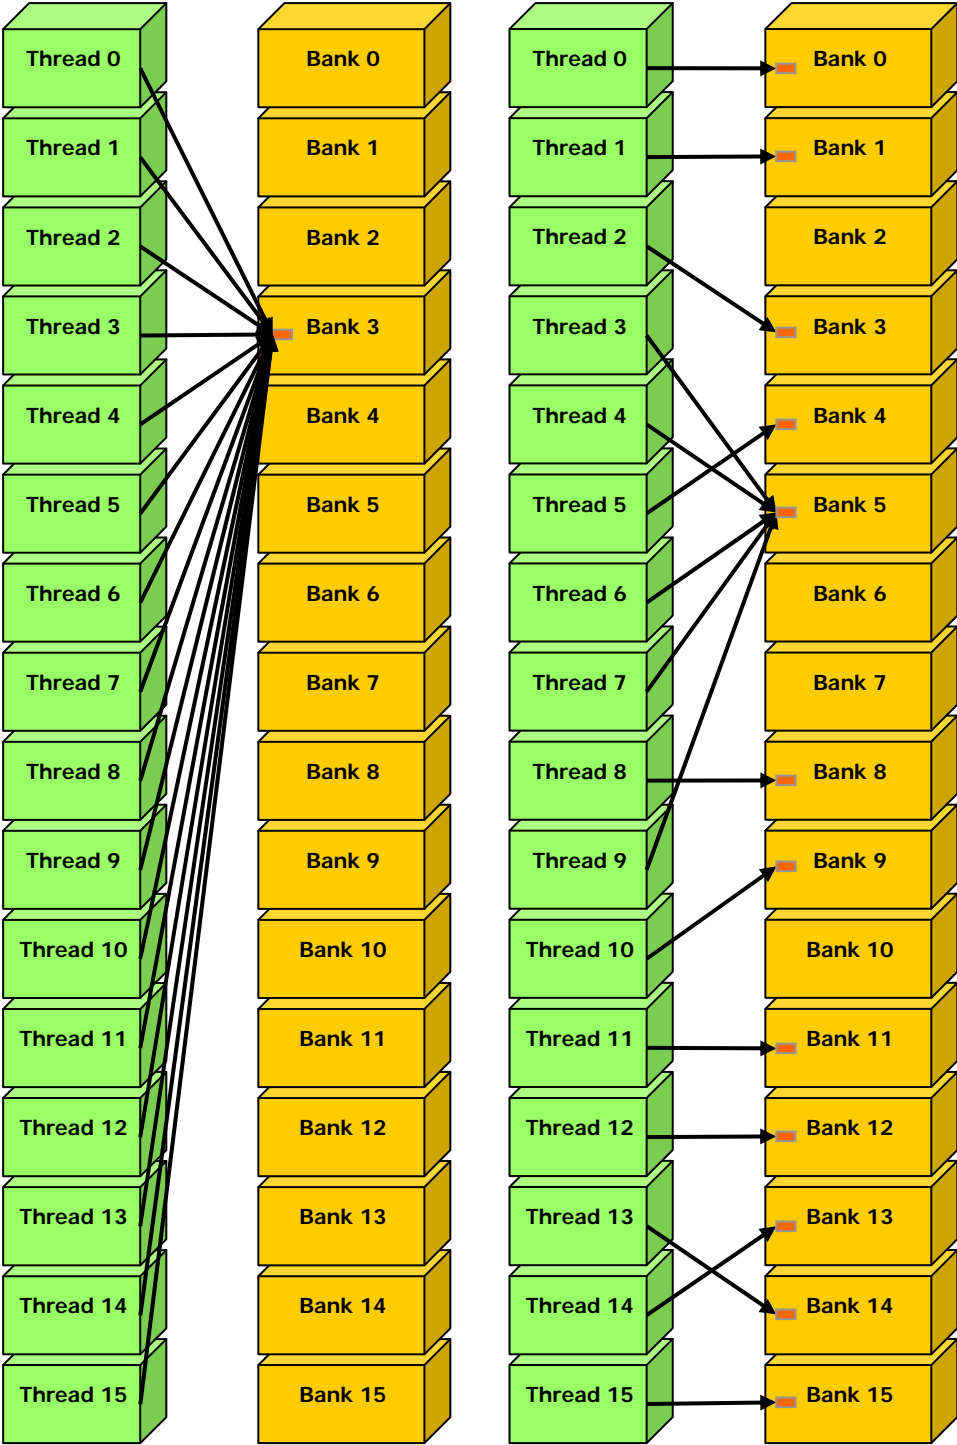 Thread 0 Bank 0 Thread 0 Bank 0
Thread 1 Bank 1 Thread 1 Bank 1
Thread 2 Bank 2 Thread 2 Bank 2
Thread 3 Bank 3 Thread 3 Bank 3
Thread 4 Bank 4 Thread 4 Bank 4
Thread 5 Bank 5 Thread 5 Bank 5
Thread 6 Bank 6 Thread 6 Bank 6
Thread 7 Bank 7 Thread 7 Bank 7
Thread 8 Bank 8 Thread 8 Bank 8
Thread 9 Bank 9 Thread 9 Bank 9
Thread 10 Bank 10 Thread 10 Bank 10
Thread 11 Bank 11 Thread 11 Bank 11
Thread 12 Bank 12 Thread 12 Bank 12
Thread 13 Bank 13 Thread 13 Bank 13
Thread 14 Bank 14 Thread 14 Bank 14
Thread 15 Bank 15 Thread 15 Bank 15